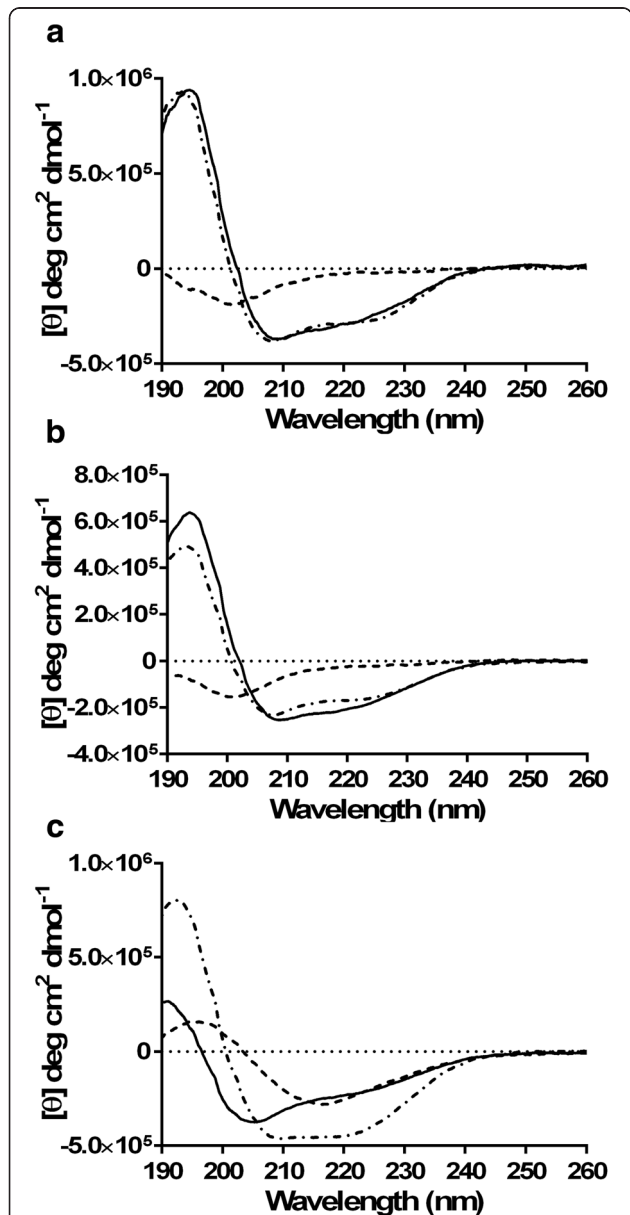 a
[θ] deg cm² dmol⁻¹
1.0×10⁶
5.0×10⁵
0
-5.0×10⁵
190 200 210 220 230 240 250 260
Wavelength (nm)
b
[θ] deg cm² dmol⁻¹
8.0×10⁵
6.0×10⁵
4.0×10⁵
2.0×10⁵
0
-2.0×10⁵
-4.0×10⁵
190 200 210 220 230 240 250 260
Wavelength (nm)
c
[θ] deg cm² dmol⁻¹
1.0×10⁶
5.0×10⁵
0
-5.0×10⁵
190 200 210 220 230 240 250 260
Wavelength (nm)